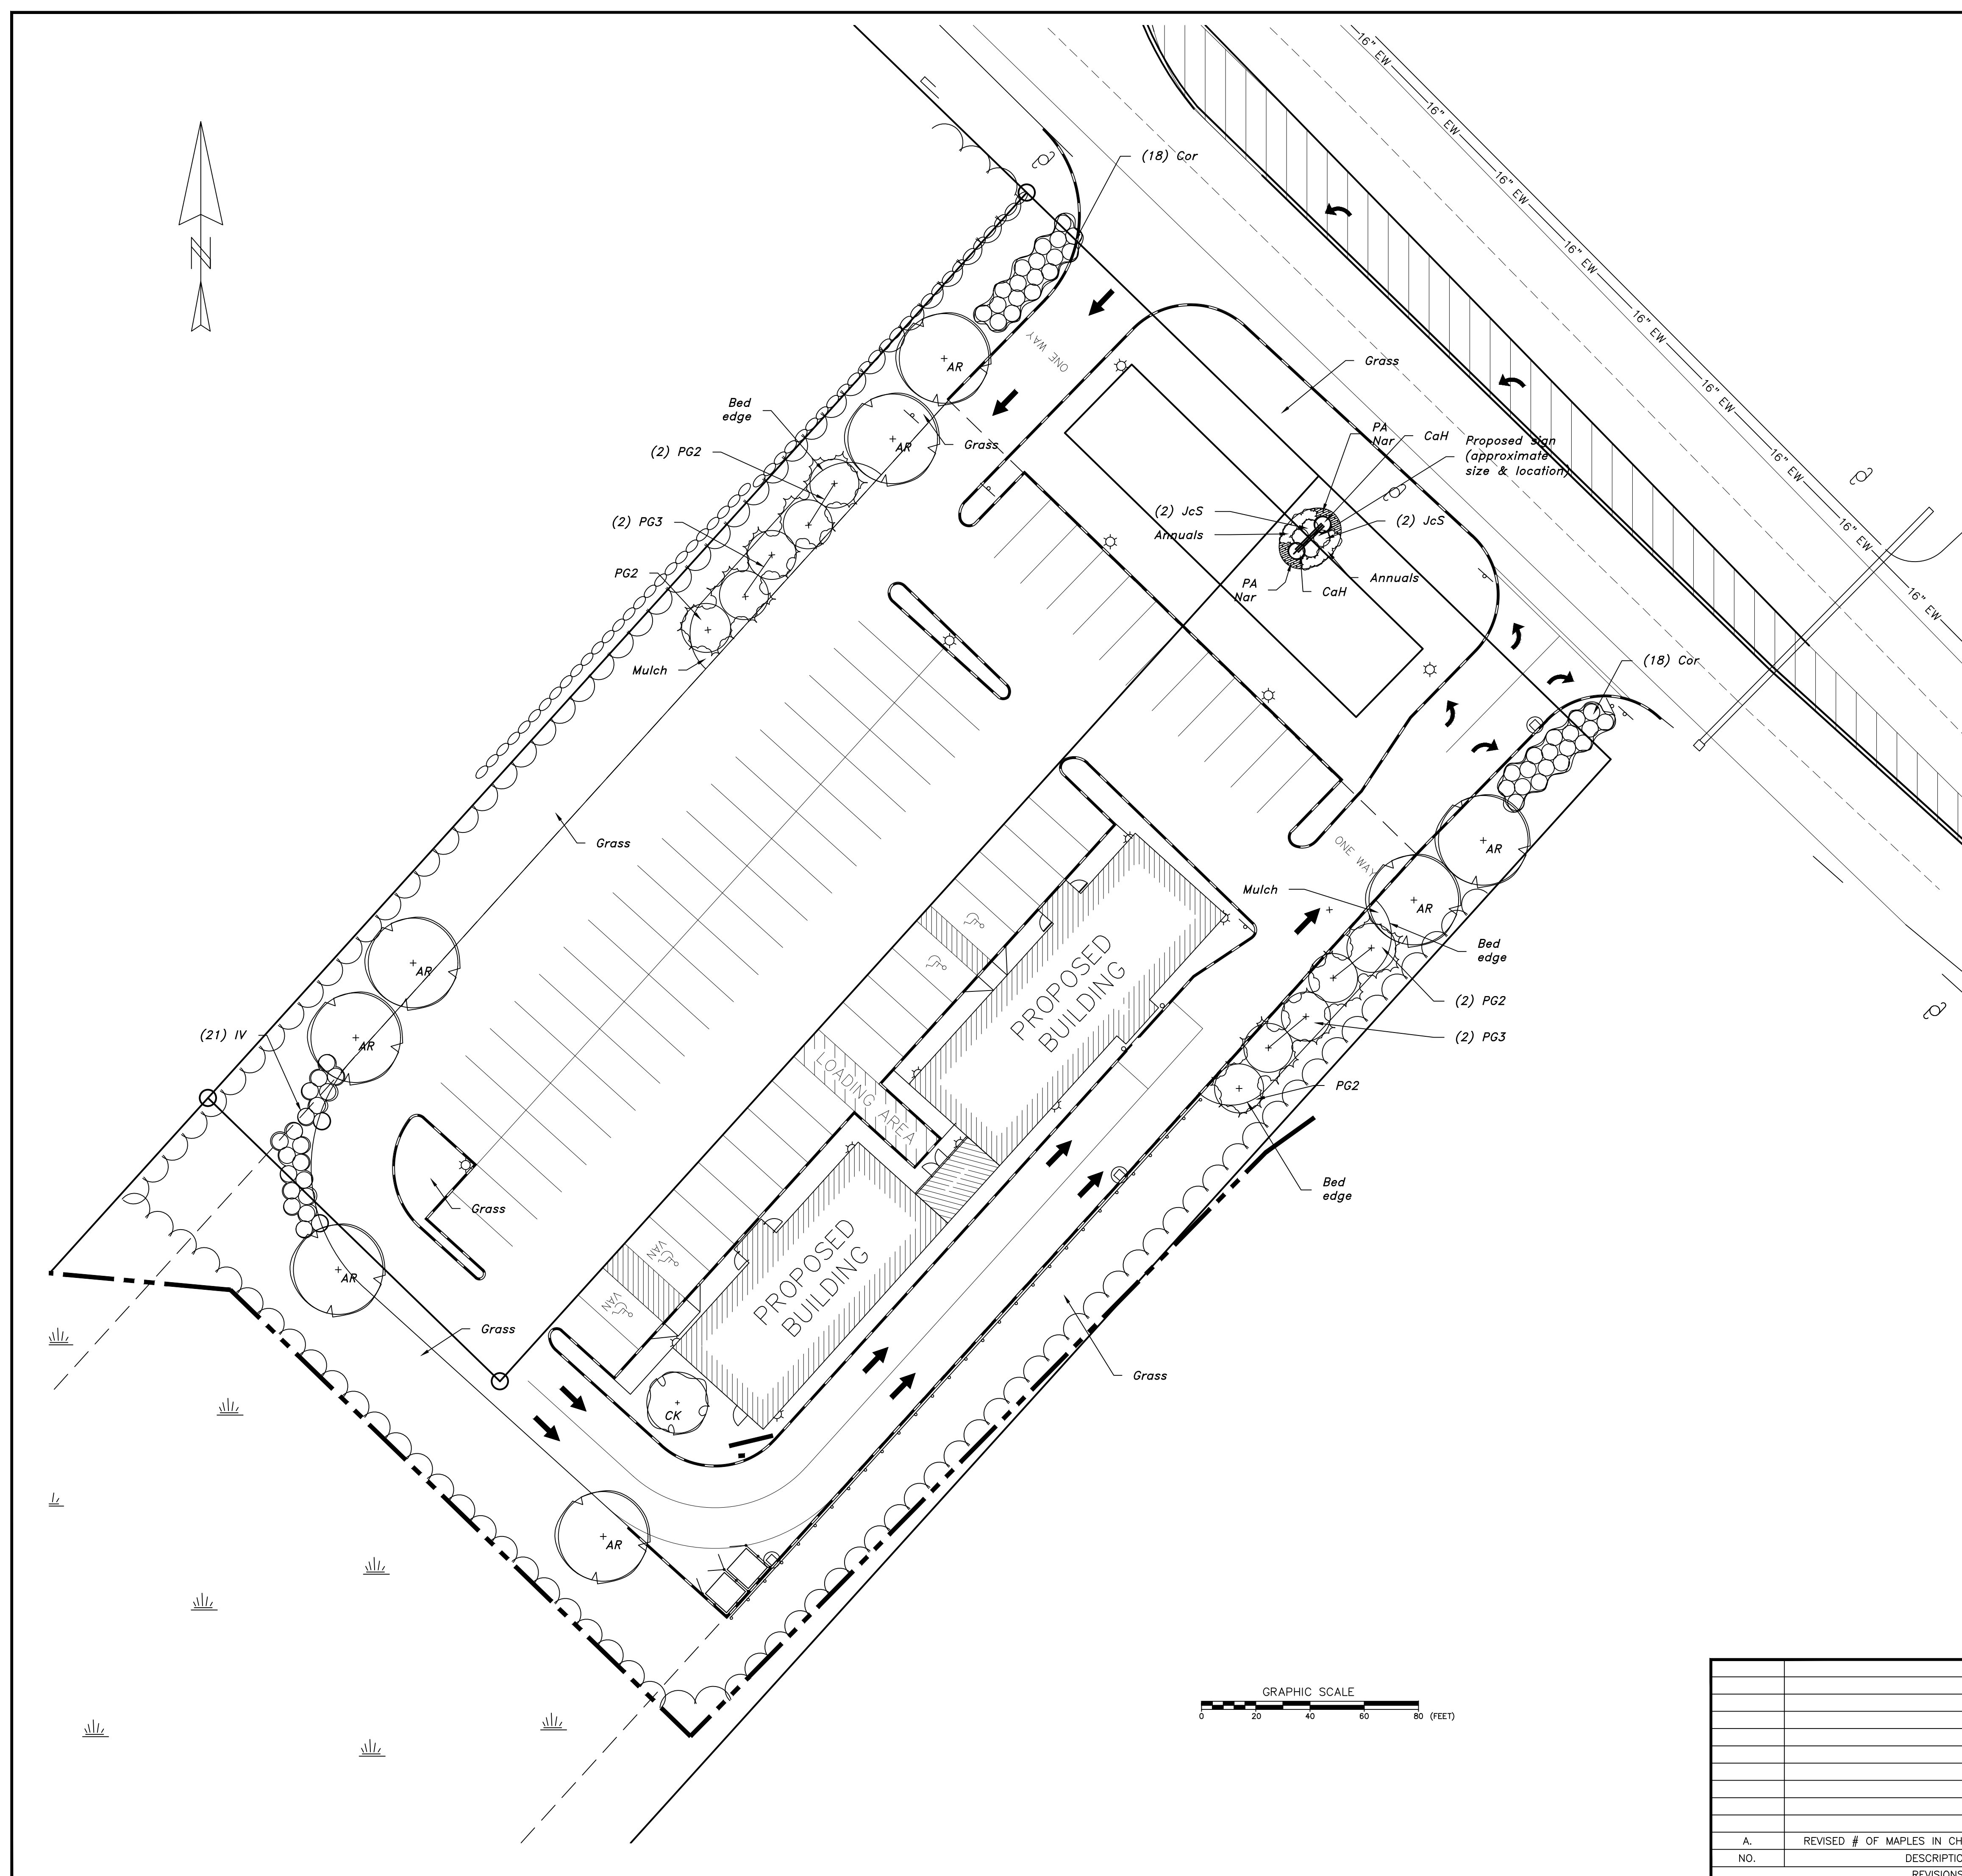 16" EW
16" EW
16" EW
16" EW
16" EW
16" EW
16" EW
16" EW
16" EW
N
(18) Cor
ONE WAY
Grass
AR
Bed
edge
PA
Nar
CaH
Proposed sign
(approximate
size & location)
(2) PG2
AR
Grass
(2) JcS
(2) JcS
(2) PG3
Annuals
PG2
Annuals
PA
Nar
CaH
Mulch
(18) Cor
Grass
ONE WAY
AR
Mulch
AR
Bed
edge
PROPOSED
BUILDING
AR
(2) PG2
(21) IV
AR
(2) PG3
LOADING AREA
PG2
Bed
edge
Grass
VAN
PROPOSED
BUILDING
AR
VAN
Grass
Grass
CK
AR
GRAPHIC SCALE
0 20 40 60 80 (FEET)
A. REVISED # OF MAPLES IN CH
NO. DESCRIPTIO
REVISIONS